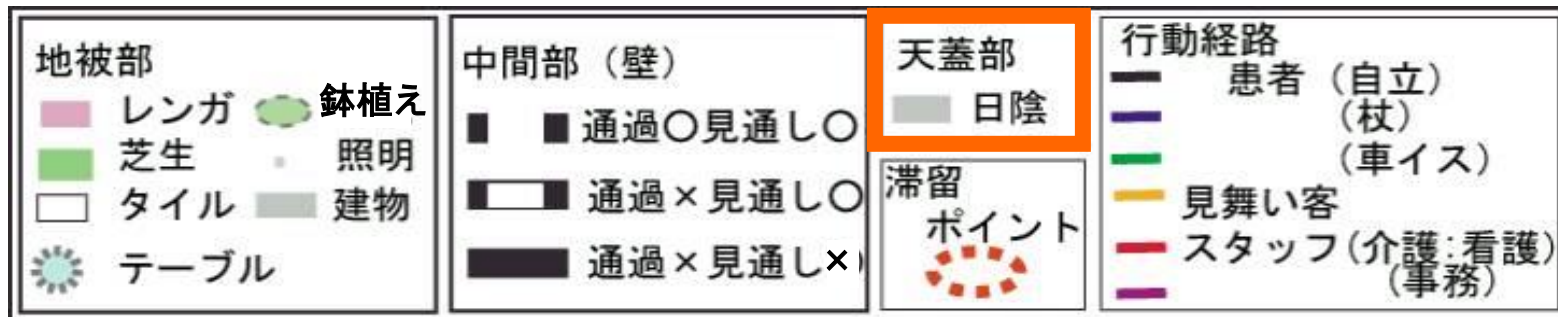 地被部
レンガ 鉢植え
芝生 照明
タイル 建物
テーブル
中間部（壁）
通過〇見通し〇
通過×見通し〇
通過×見通し×
天蓋部
日陰
滞留
ポイント
行動経路
患者（自立）
（杖）
（車イス）
見舞い客
スタッフ(介護:看護)
(事務)